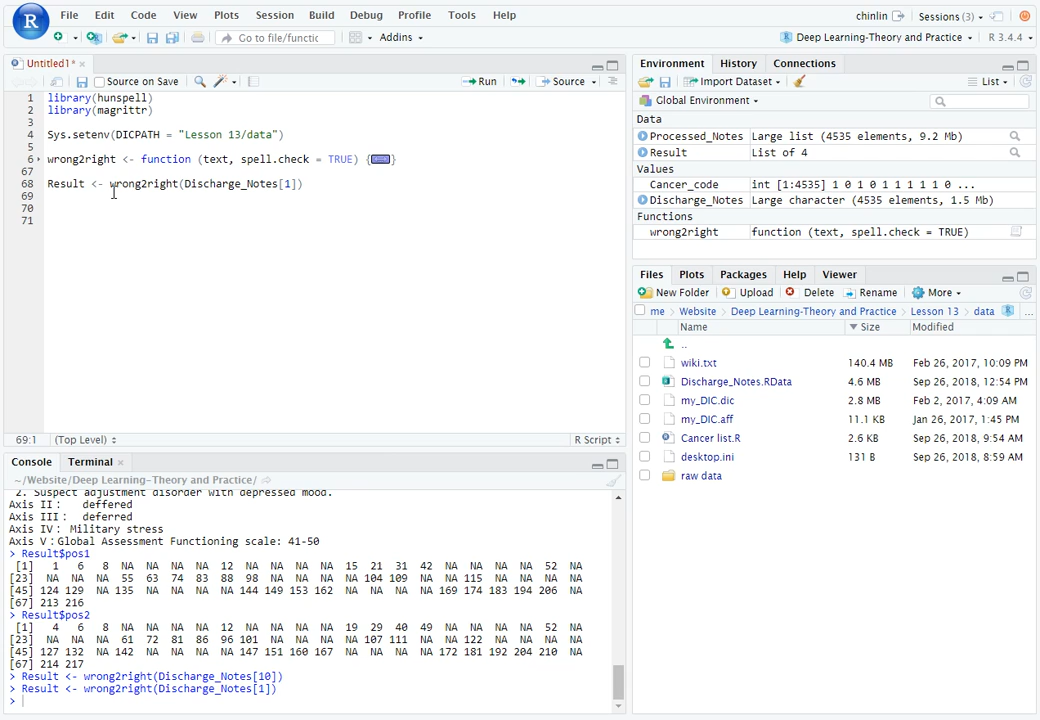 File Edit Code View Plots Session Build Debug Profile Tools Help
chinlin Sessions (3)
Go to file/functic Addins
Deep Learning-Theory and Practice R 3.4.4
Untitled1* ×
Source on Save Run Source
1 library(hunspell)
2 library(magrittr)
3
4 Sys.setenv(DICPATH = "Lesson 13/data")
5
6 wrong2right <- function (text, spell.check = TRUE) {
67
68 Result <- wrong2right(Discharge_Notes[1])
69
70
71
69:1 (Top Level) R Script
Console Terminal ×
~/Website/Deep Learning-Theory and Practice/
2. Suspect adjustment disorder with depressed mood.
Axis II： deffered
Axis III： deferred
Axis IV： Military stress
Axis V：Global Assessment Functioning scale: 41-50
> Result$pos1
[1] 1 6 8 NA NA NA NA 12 NA NA NA NA 15 21 31 42 NA NA NA NA 52 NA
[23] NA NA NA 55 63 74 83 88 98 NA NA NA 104 109 NA NA 115 NA NA NA NA
[45] 124 129 NA 135 NA NA NA 144 149 153 162 NA NA NA NA 169 174 183 194 206 NA
[67] 213 216
> Result$pos2
[1] 4 6 8 NA NA NA NA 12 NA NA NA NA 19 29 40 49 NA NA NA NA 52 NA
[23] NA NA NA 61 72 81 86 96 101 NA NA NA 107 111 NA NA 122 NA NA NA NA
[45] 127 132 NA 142 NA NA NA 147 151 160 167 NA NA NA NA 172 181 192 204 210 NA
[67] 214 217
> Result <- wrong2right(Discharge_Notes[10])
> Result <- wrong2right(Discharge_Notes[1])
>
Environment History Connections
Import Dataset List
Global Environment
Data
Processed_Notes Large list (4535 elements, 9.2 Mb)
Result List of 4
Values
Cancer_code int [1:4535] 1 0 1 0 1 1 1 1 1 0 ...
Discharge_Notes Large character (4535 elements, 1.5 Mb)
Functions
wrong2right function (text, spell.check = TRUE)
Files Plots Packages Help Viewer
New Folder Upload Delete Rename More
me Website Deep Learning-Theory and Practice Lesson 13 data ...
Name Size Modified
..
wiki.txt 140.4 MB Feb 26, 2017, 10:09 PM
Discharge_Notes.RData 4.6 MB Sep 26, 2018, 12:54 PM
my_DIC.dic 2.8 MB Feb 2, 2017, 4:09 AM
my_DIC.aff 11.1 KB Jan 26, 2017, 1:45 PM
Cancer list.R 2.6 KB Sep 26, 2018, 9:54 AM
desktop.ini 131 B Sep 26, 2018, 8:59 AM
raw data